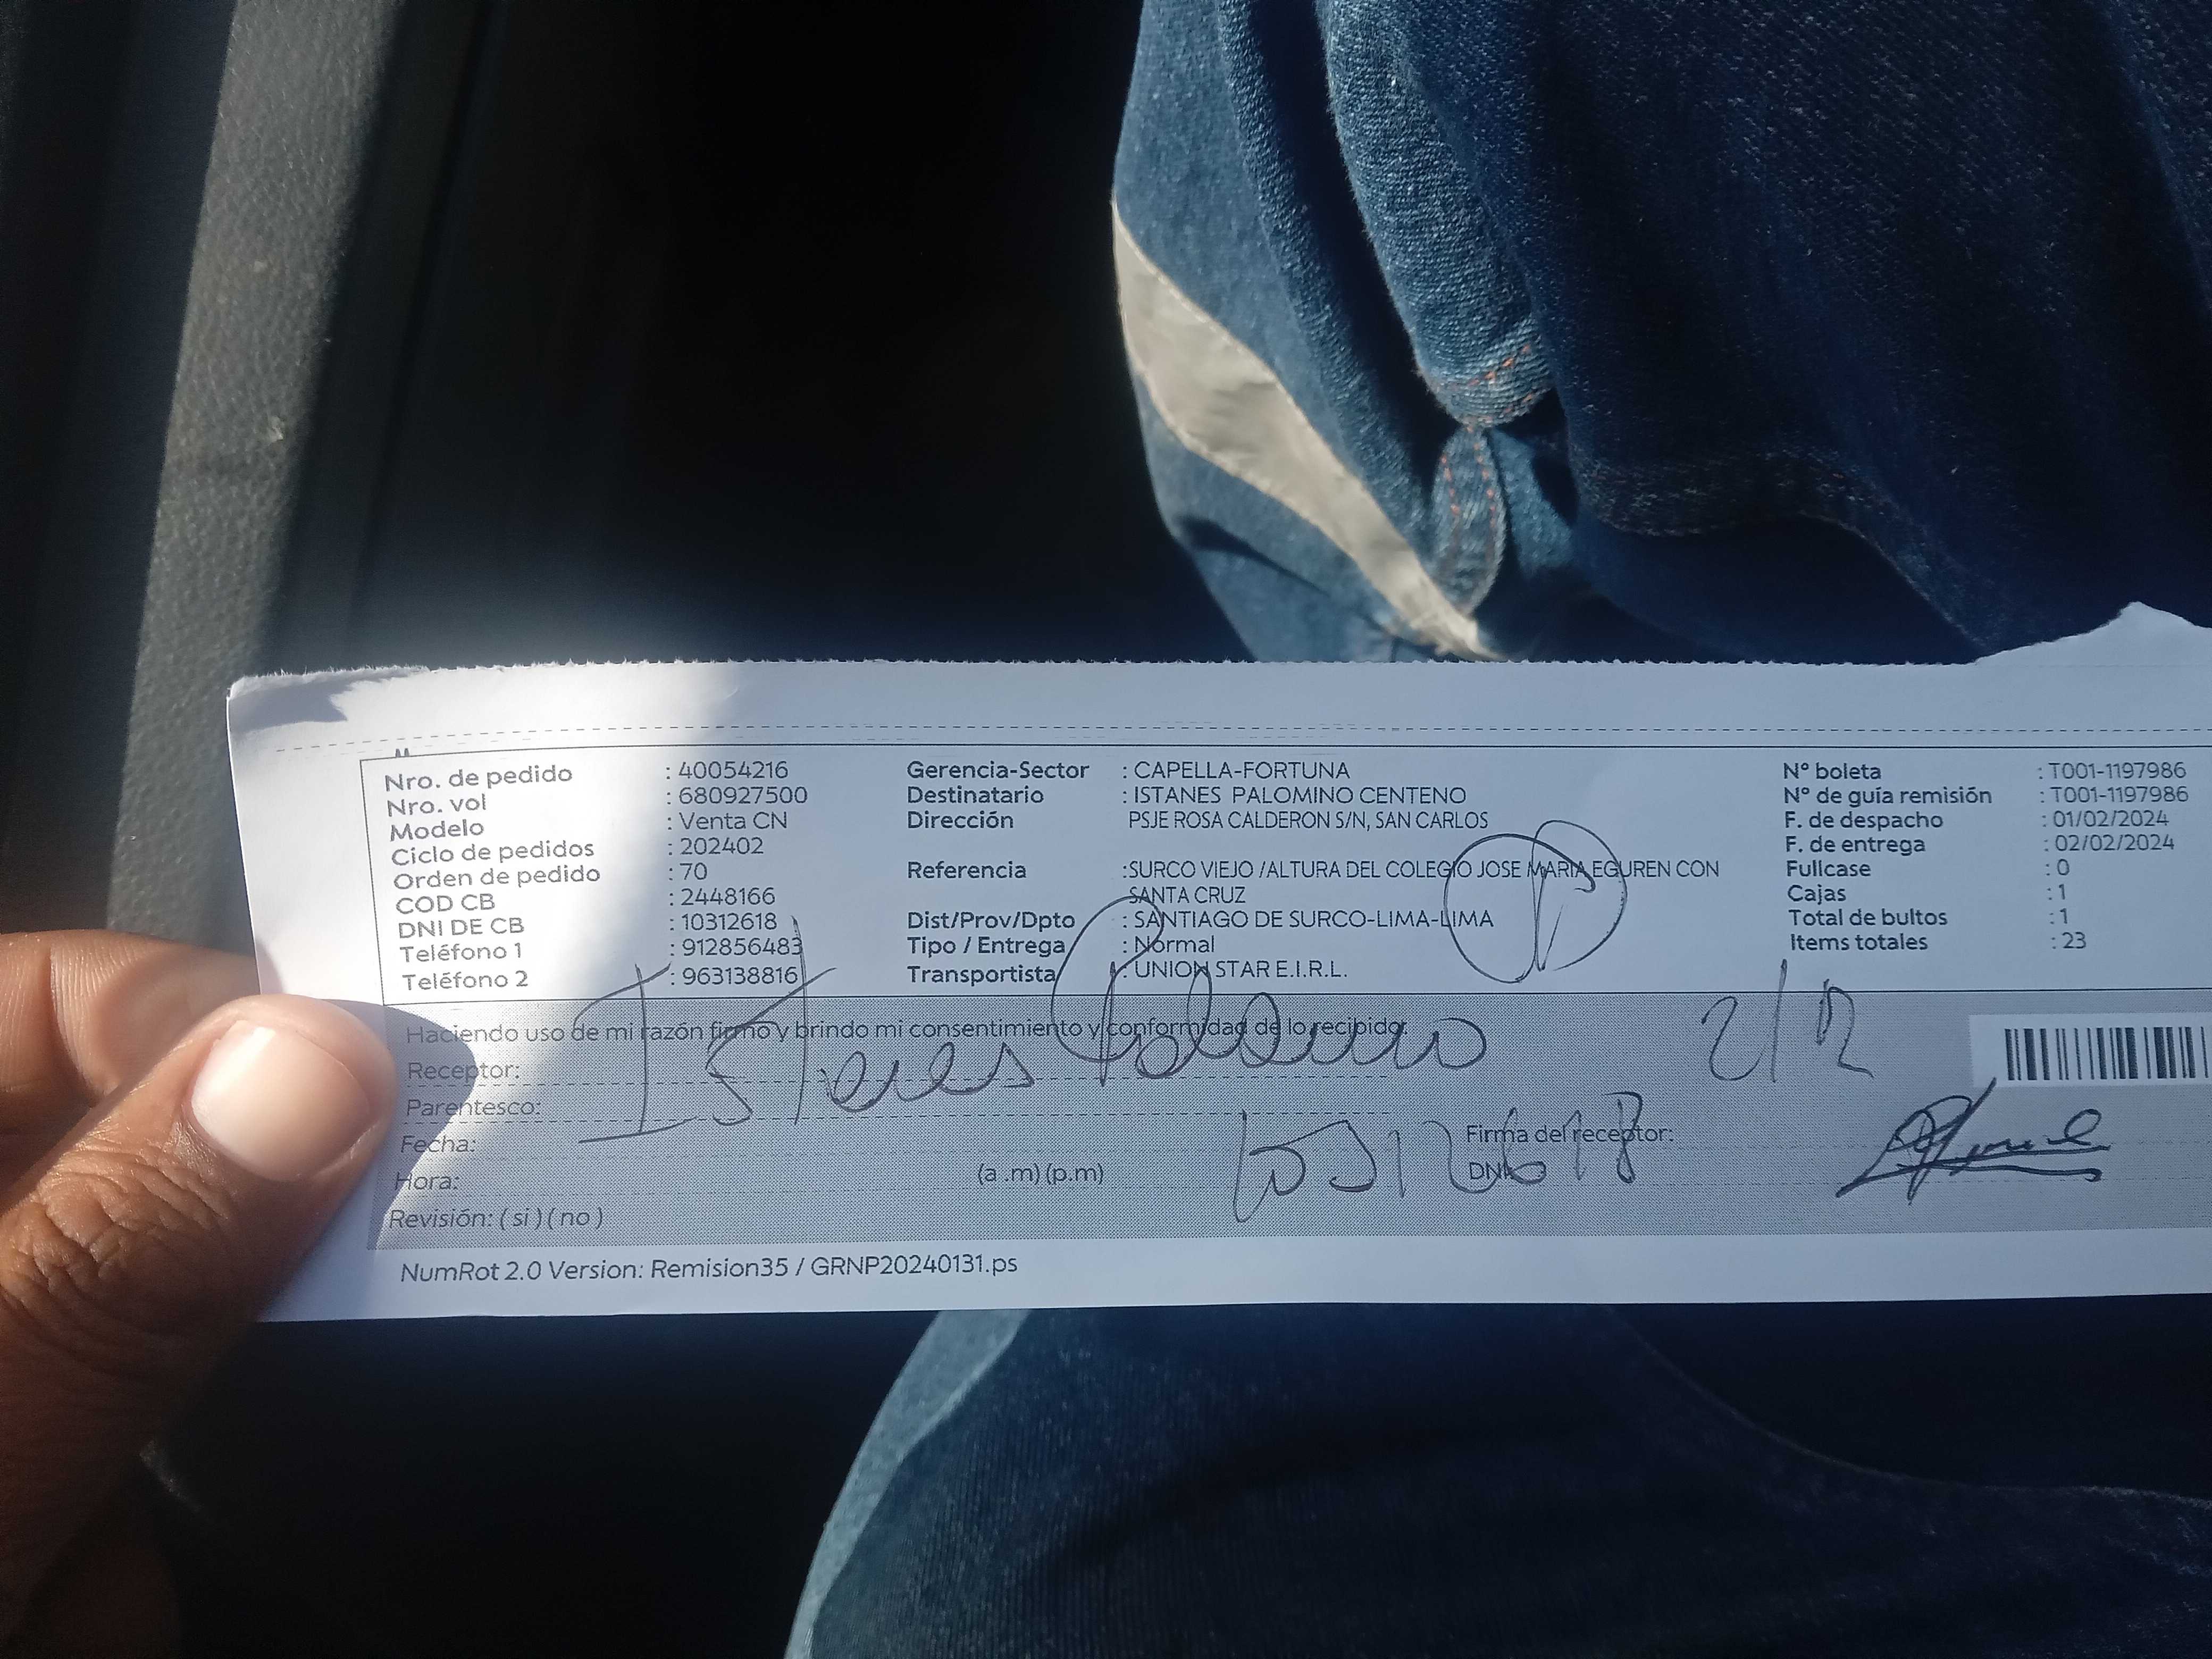 Nro. de pedido : 40054216
Nro. vol : 680927500
Modelo : Venta CN
Ciclo de pedidos : 202402
Orden de pedido : 70
COD CB : 2448166
DNI DE CB : 10312618
Teléfono 1 : 912856483
Teléfono 2 : 963138816
Gerencia-Sector : CAPELLA-FORTUNA
Destinatario : ISTANES PALOMINO CENTENO
Dirección PSJE ROSA CALDERON S/N, SAN CARLOS
Referencia :SURCO VIEJO /ALTURA DEL COLEGIO JOSE MARIA EGUREN CON
SANTA CRUZ
Dist/Prov/Dpto : SANTIAGO DE SURCO-LIMA-LIMA
Tipo / Entrega : Normal
Transportista : UNION STAR E.I.R.L.
N° boleta : T001-1197986
N° de guía remisión : T001-1197986
F. de despacho : 01/02/2024
F. de entrega : 02/02/2024
Fullcase : 0
Cajas : 1
Total de bultos : 1
Items totales : 23
Haciendo uso de mi razón firmo y brindo mi consentimiento y conformidad de lo recibido:
Receptor:
Parentesco:
Fecha:
Hora: (a .m) (p.m)
Revisión: ( si ) ( no )
Firma del receptor:
DNI
NumRot 2.0 Version: Remision35 / GRNP20240131.ps